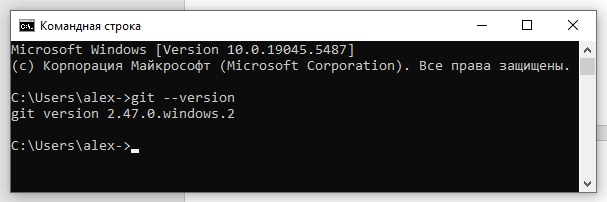 Командная строка
Microsoft Windows [Version 10.0.19045.5487]
(c) Корпорация Майкрософт (Microsoft Corporation). Все права защищены.
C:\Users\alex->git --version
git version 2.47.0.windows.2
C:\Users\alex->